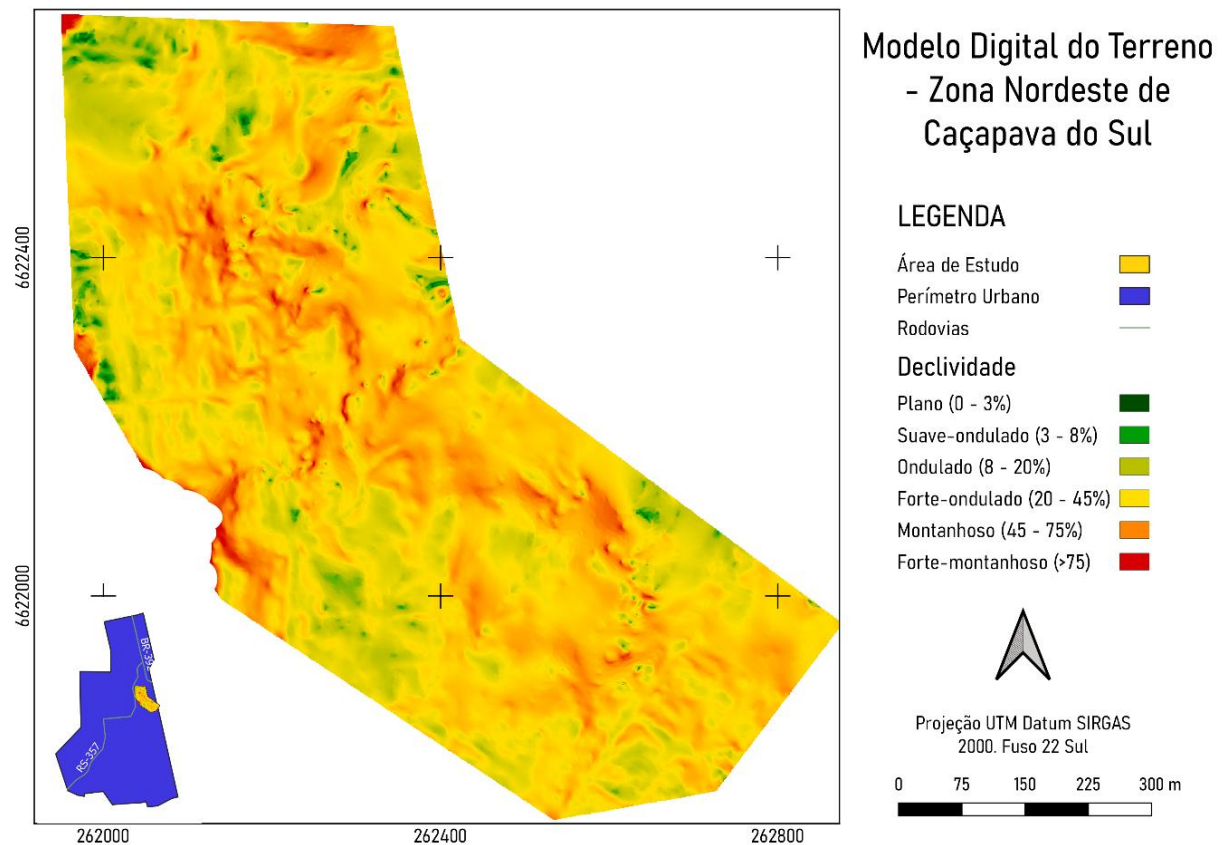 Modelo Digital do Terreno
- Zona Nordeste de
Caçapava do Sul
LEGENDA
Área de Estudo
Perímetro Urbano
Rodovias
Declividade
Plano (0 - 3%)
Suave-ondulado (3 - 8%)
Ondulado (8 - 20%)
Forte-ondulado (20 - 45%)
Montanhoso (45 - 75%)
Forte-montanhoso (>75)
Projeção UTM Datum SIRGAS
2000. Fuso 22 Sul
0 75 150 225 300 m
6622400
6622000
262000 262400 262800
BR-39
RS-357